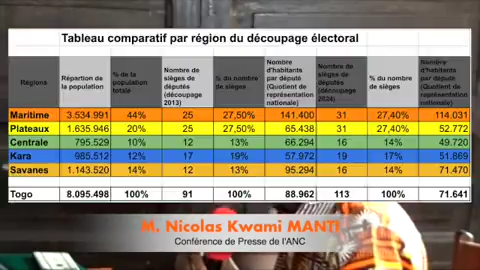 Tableau comparatif par région du découpage électoral
Régions | Répartion de la population | % de la population totale | Nombre de sièges de députés (découpage 2013) | % du nombre de sièges | Nombre d'habitants par député (Quotient de représentation nationale) | Nombre de sièges de députés (découpage 2024) | % du nombre de sièges | Nombre d'habitants par député (Quotient de représentation nationale)
Maritime 3.534.991 44% 25 27,50% 141.400 31 27,40% 114.031
Plateaux 1.635.946 20% 25 27,50% 65.438 31 27,40% 52.772
Centrale 795.529 10% 12 13% 66.294 16 14% 49.720
Kara 985.512 12% 17 19% 57.972 19 17% 51.869
Savanes 1.143.520 14% 12 13% 95.294 16 14% 71.470
Togo 8.095.498 100% 91 100% 88.962 113 100% 71.641
M. Nicolas Kwami MANTI
Conférence de Presse de l'ANC